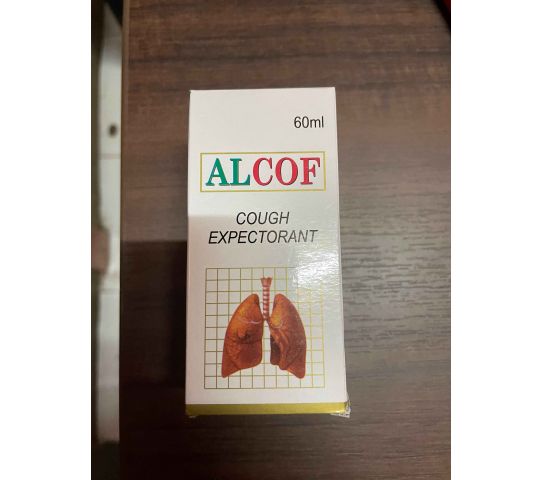 60ml
ALCOF
COUGH
EXPECTORANT